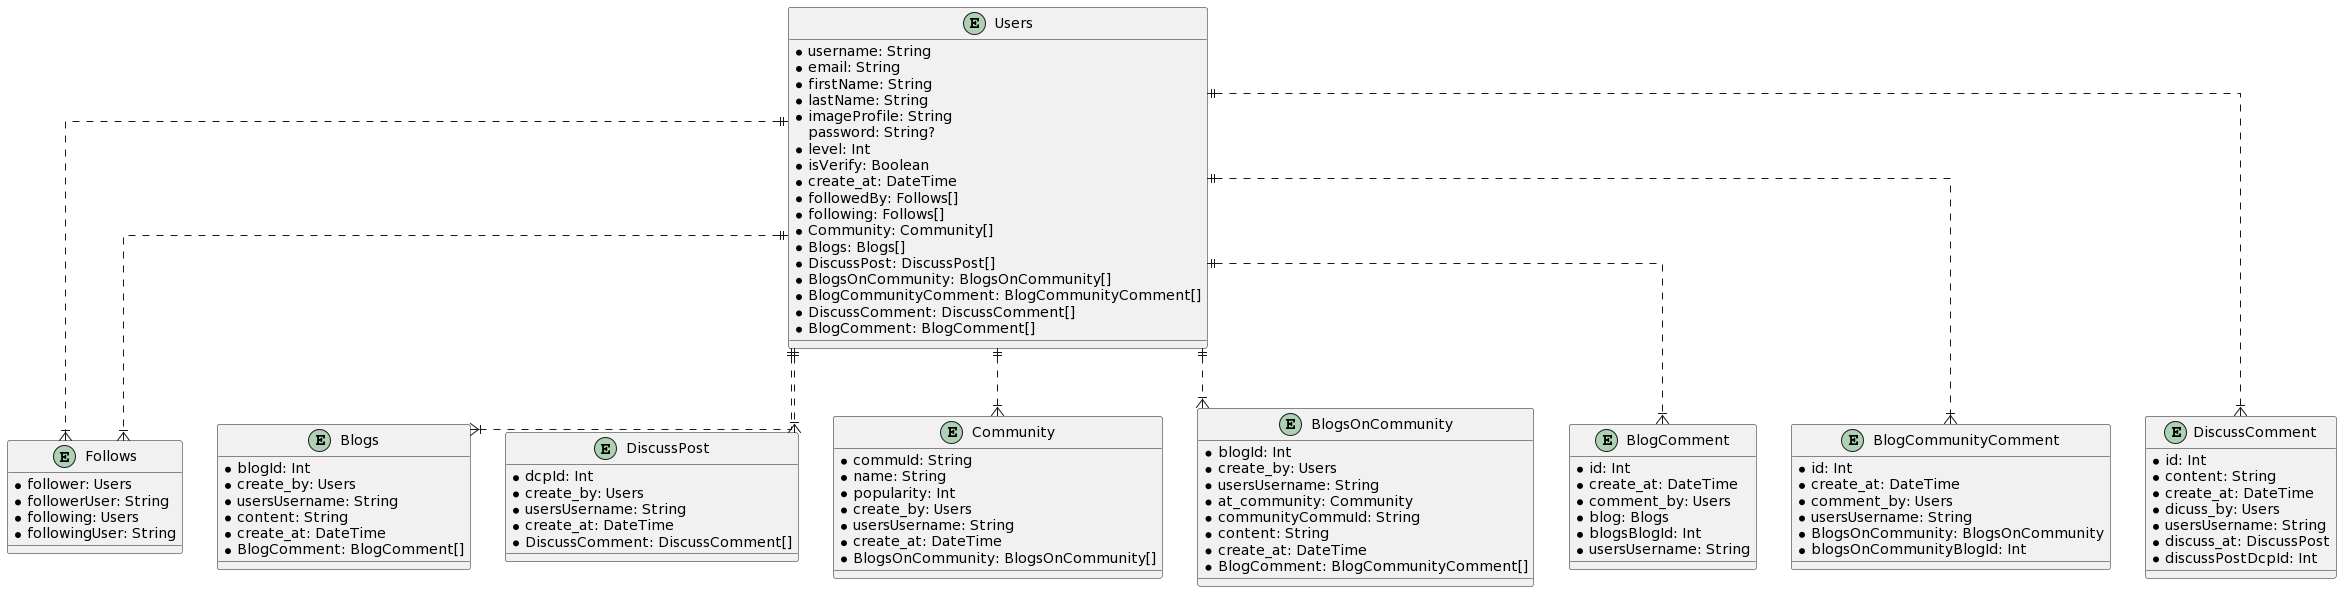 E Users
username: String
email: String
firstName: String
lastName: String
imageProfile: String
password: String?
level: Int
isVerify: Boolean
create_at: DateTime
followedBy: Follows[]
following: Follows[]
Community: Community[]
Blogs: Blogs[]
DiscussPost: DiscussPost[]
BlogsOnCommunity: BlogsOnCommunity[]
BlogCommunityComment: BlogCommunityComment[]
DiscussComment: DiscussComment[]
BlogComment: BlogComment[]
E Follows
follower: Users
followerUser: String
following: Users
followingUser: String
E Blogs
blogId: Int
create_by: Users
usersUsername: String
content: String
create_at: DateTime
BlogComment: BlogComment[]
E DiscussPost
dcpId: Int
create_by: Users
usersUsername: String
create_at: DateTime
DiscussComment: DiscussComment[]
E Community
commuId: String
name: String
popularity: Int
create_by: Users
usersUsername: String
create_at: DateTime
BlogsOnCommunity: BlogsOnCommunity[]
E BlogsOnCommunity
blogId: Int
create_by: Users
usersUsername: String
at_community: Community
communityCommuId: String
content: String
create_at: DateTime
BlogComment: BlogCommunityComment[]
E BlogComment
id: Int
create_at: DateTime
comment_by: Users
blog: Blogs
blogsBlogId: Int
usersUsername: String
E BlogCommunityComment
id: Int
create_at: DateTime
comment_by: Users
usersUsername: String
BlogsOnCommunity: BlogsOnCommunity
blogsOnCommunityBlogId: Int
E DiscussComment
id: Int
content: String
create_at: DateTime
dicuss_by: Users
usersUsername: String
discuss_at: DiscussPost
discussPostDcpId: Int